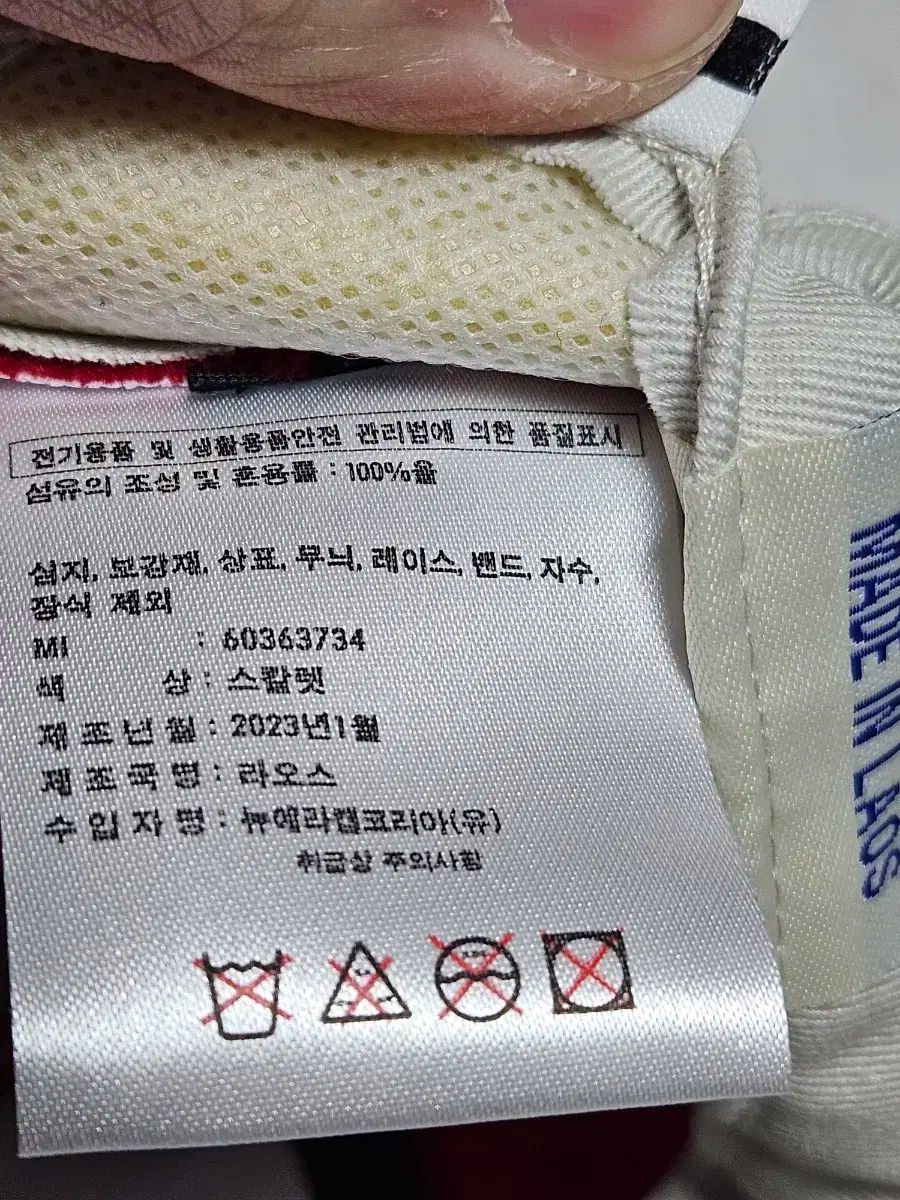 전기용품 및 생활용품안전 관리법에 의한 품질표시
섬유의 조성 및 혼용률 : 100%울
심지, 보강재, 상표, 무늬, 레이스, 밴드, 자수,
장식 제외
MI : 60363734
색 상 : 스칼렛
제조년월 : 2023년1월
제조국명 : 라오스
수입자명 : 뉴에라캡코리아(유)
취급상 주의사항
MADE IN LAOS